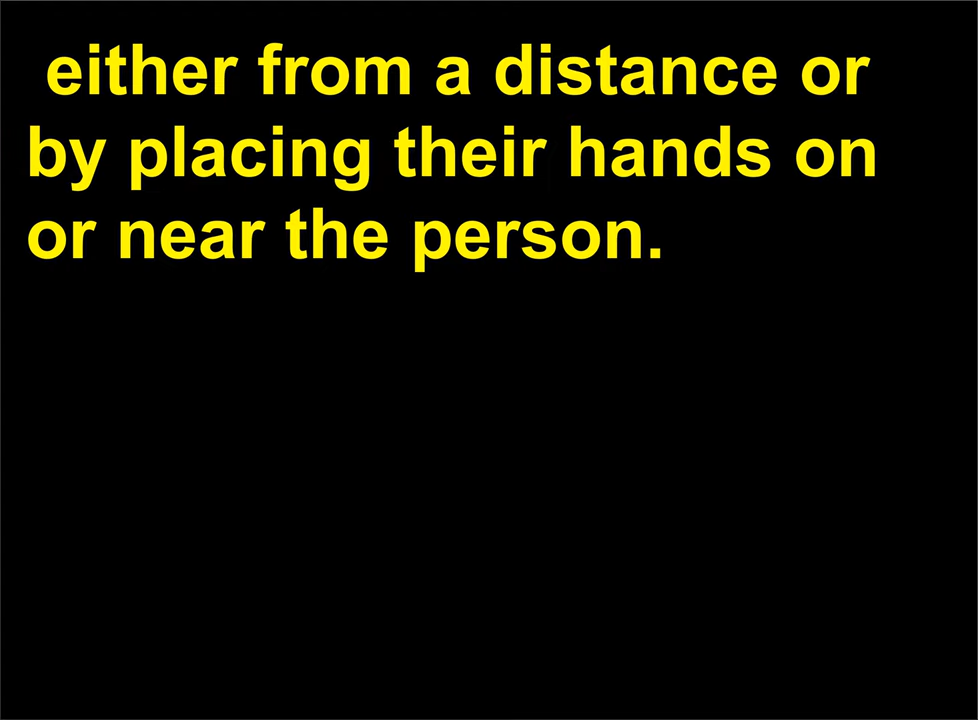 either from a distance or
by placing their hands on
or near the person.